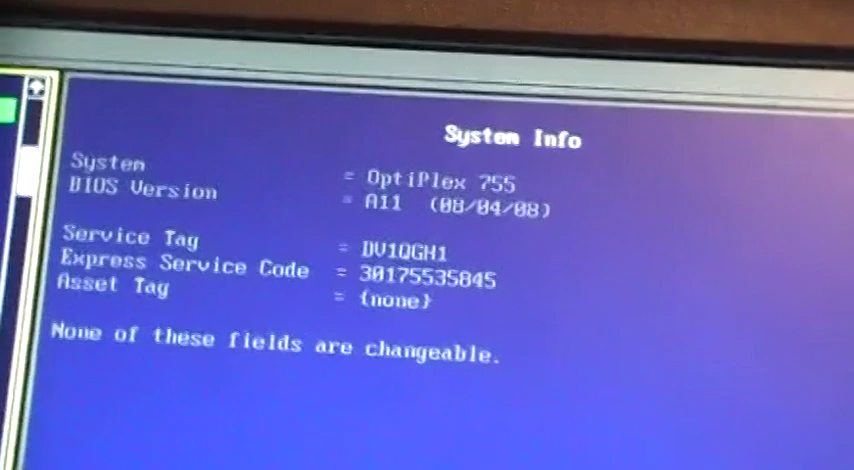 System Info
System = OptiPlex 755
BIOS Version = A11 (08/04/08)
Service Tag = DV1QGH1
Express Service Code = 30175535845
Asset Tag = {none}
None of these fields are changeable.